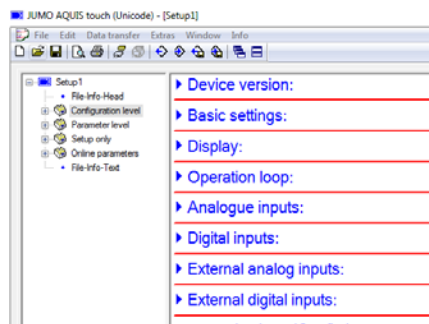 JUMO AQUIS touch (Unicode) - [Setup1]
File Edit Data transfer Extras Window Info
Setup1
File-Info-Head
Configuration level
Parameter level
Setup only
Online parameters
File-Info-Text
Device version:
Basic settings:
Display:
Operation loop:
Analogue inputs:
Digital inputs:
External analog inputs:
External digital inputs: